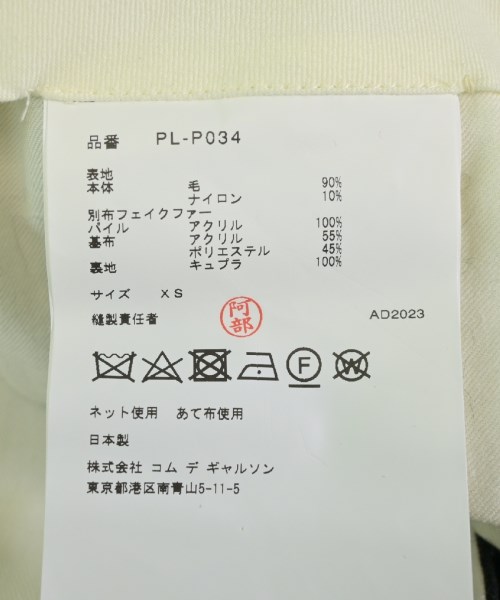 品番 PL-P034
表地
本体 毛 90%
ナイロン 10%
別布フェイクファー
パイル アクリル 100%
基布 アクリル 55%
ポリエステル 45%
裏地 キュプラ 100%
サイズ XS
縫製責任者 阿部 AD2023
F W
ネット使用 あて布使用
日本製
株式会社 コム デ ギャルソン
東京都港区南青山5-11-5